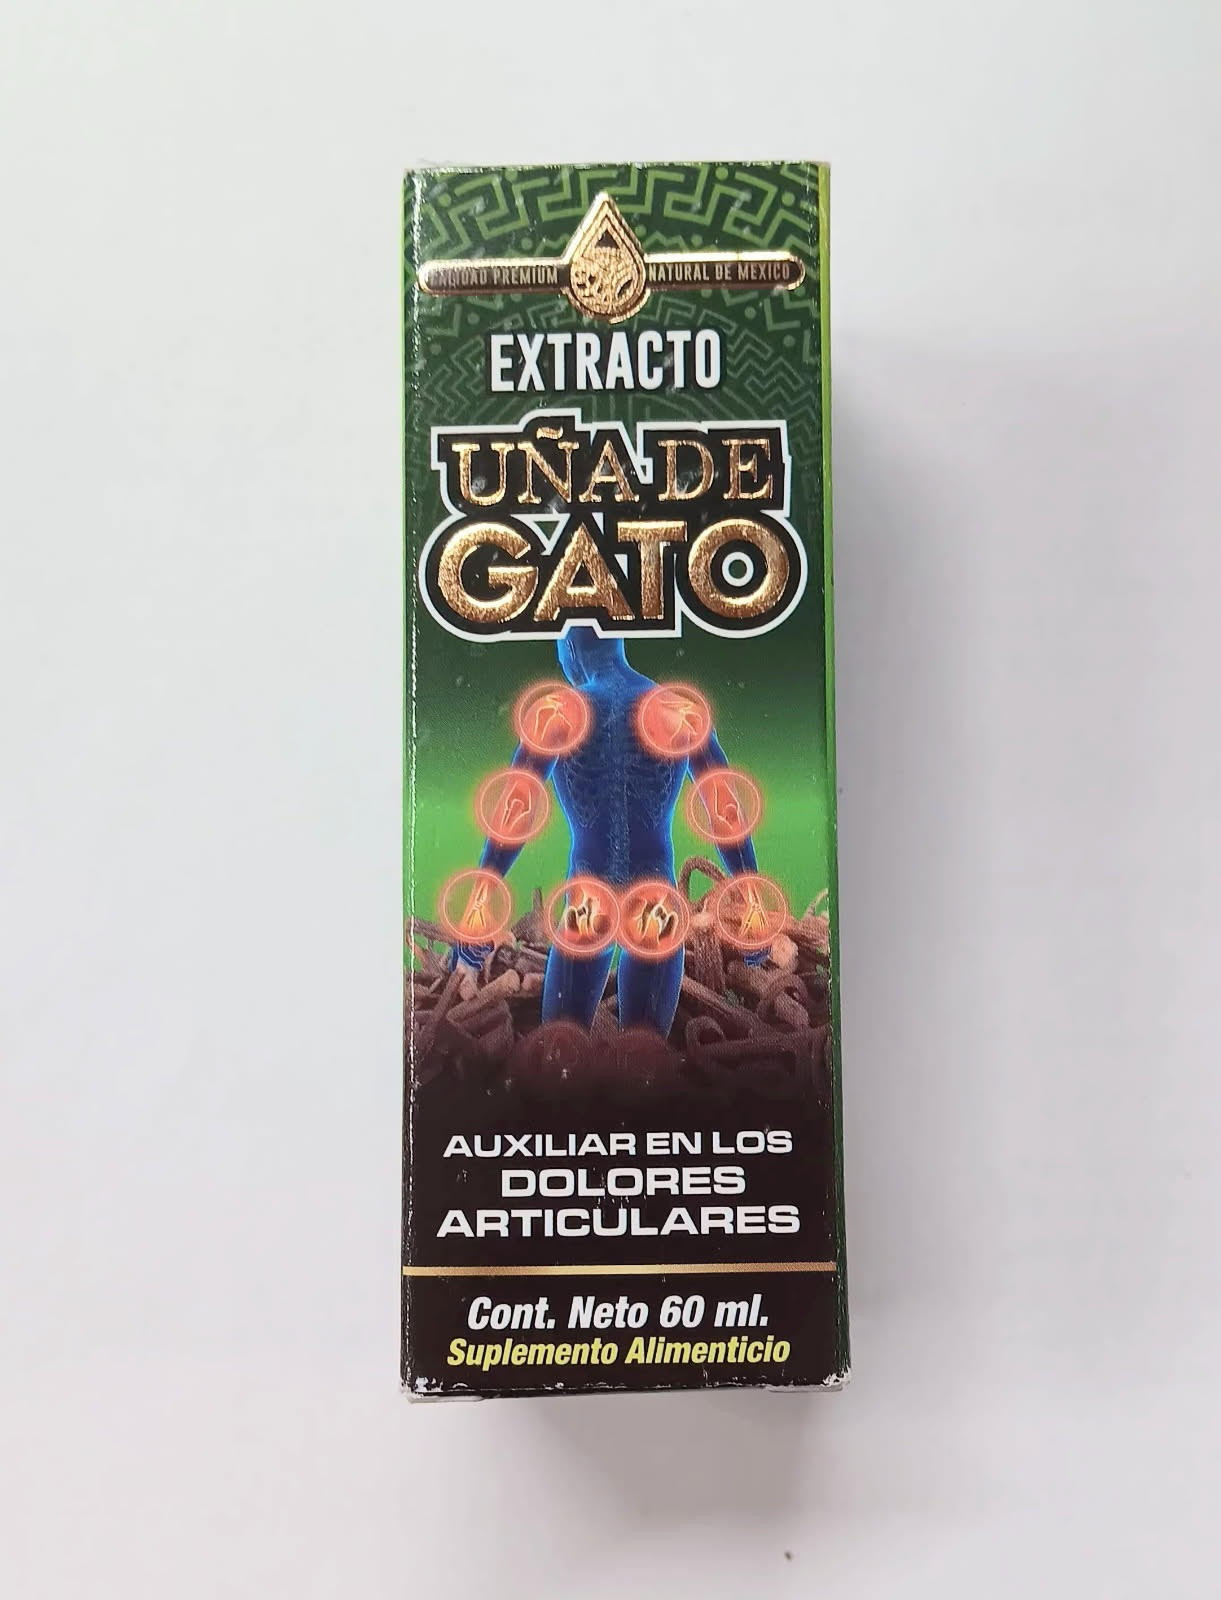 PREMIUM NATURAL DE MEXICO
EXTRACTO
UÑA DE
GATO
AUXILIAR EN LOS
DOLORES
ARTICULARES
Cont. Neto 60 ml.
Suplemento Alimenticio